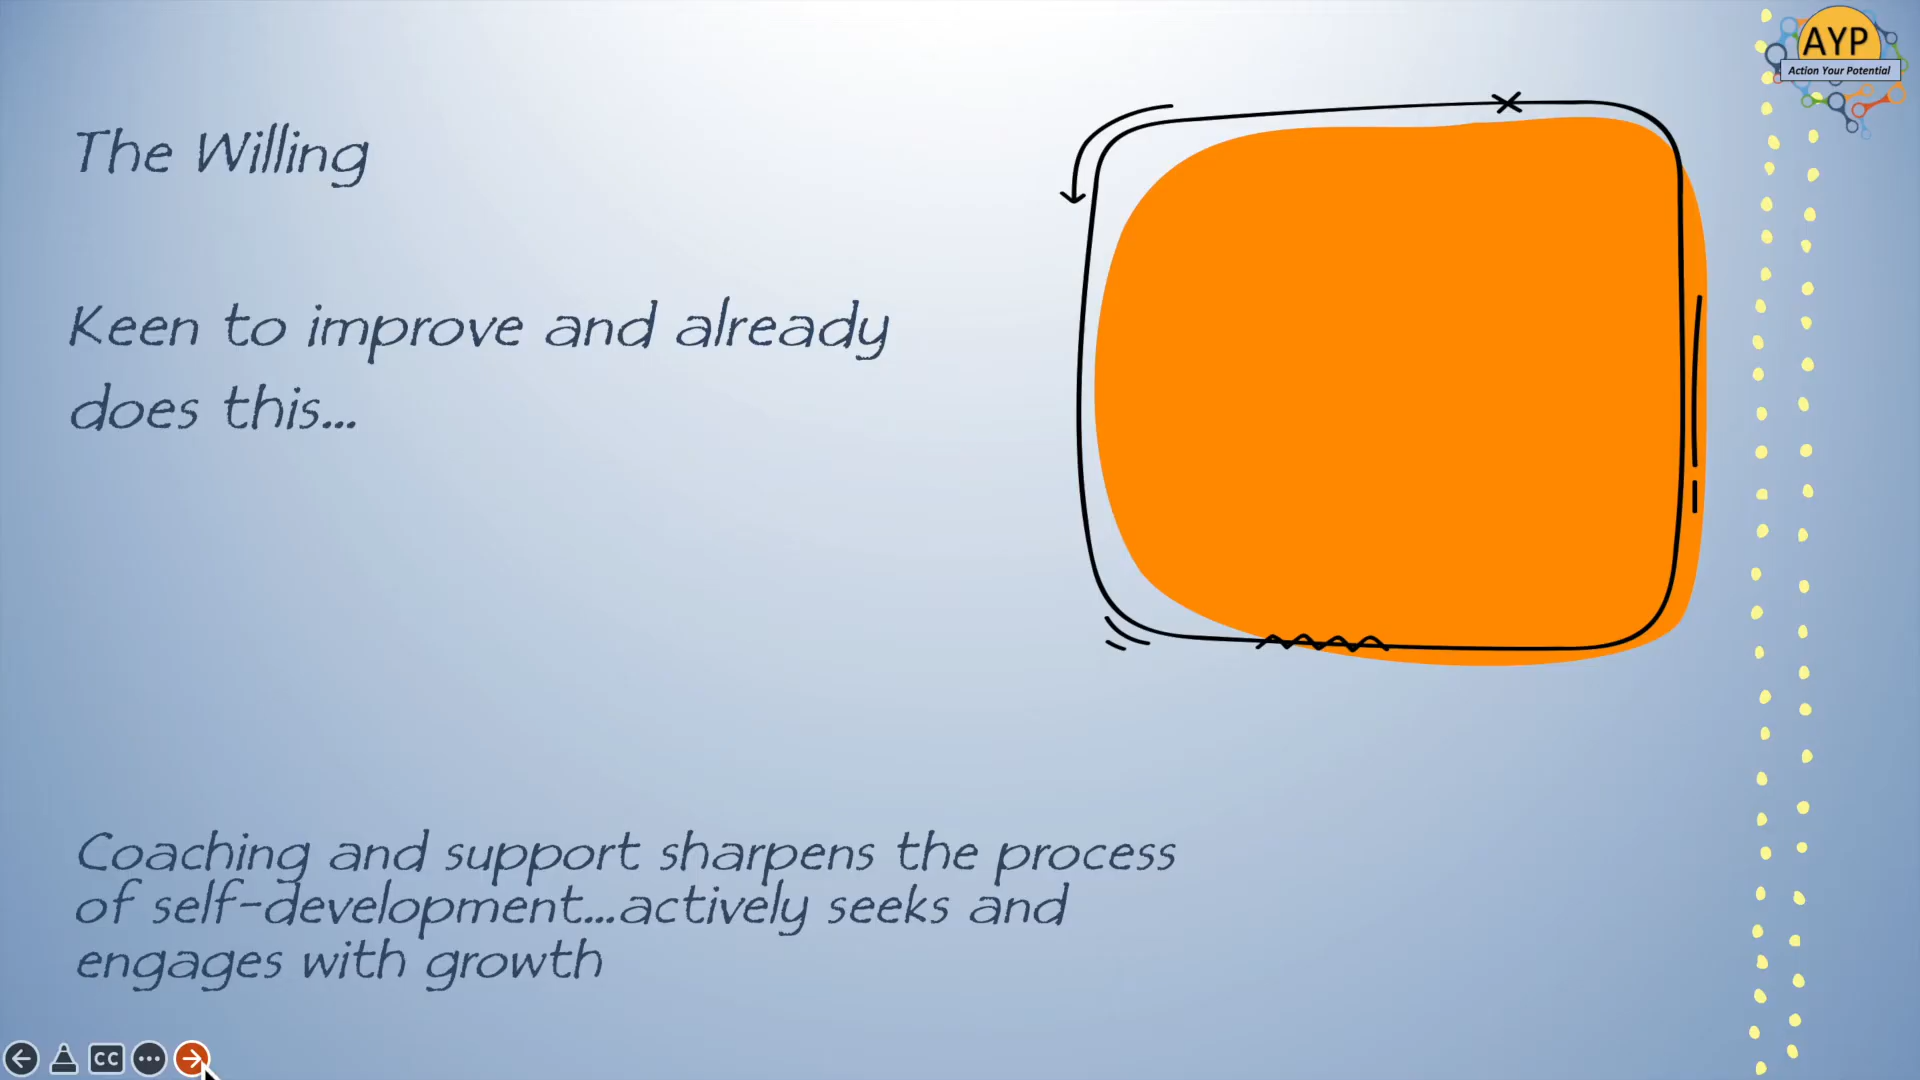 AYP
Action Your Potential
The Willing
Keen to improve and already
does this...
Coaching and support sharpens the process
of self-development...actively seeks and
engages with growth
CC